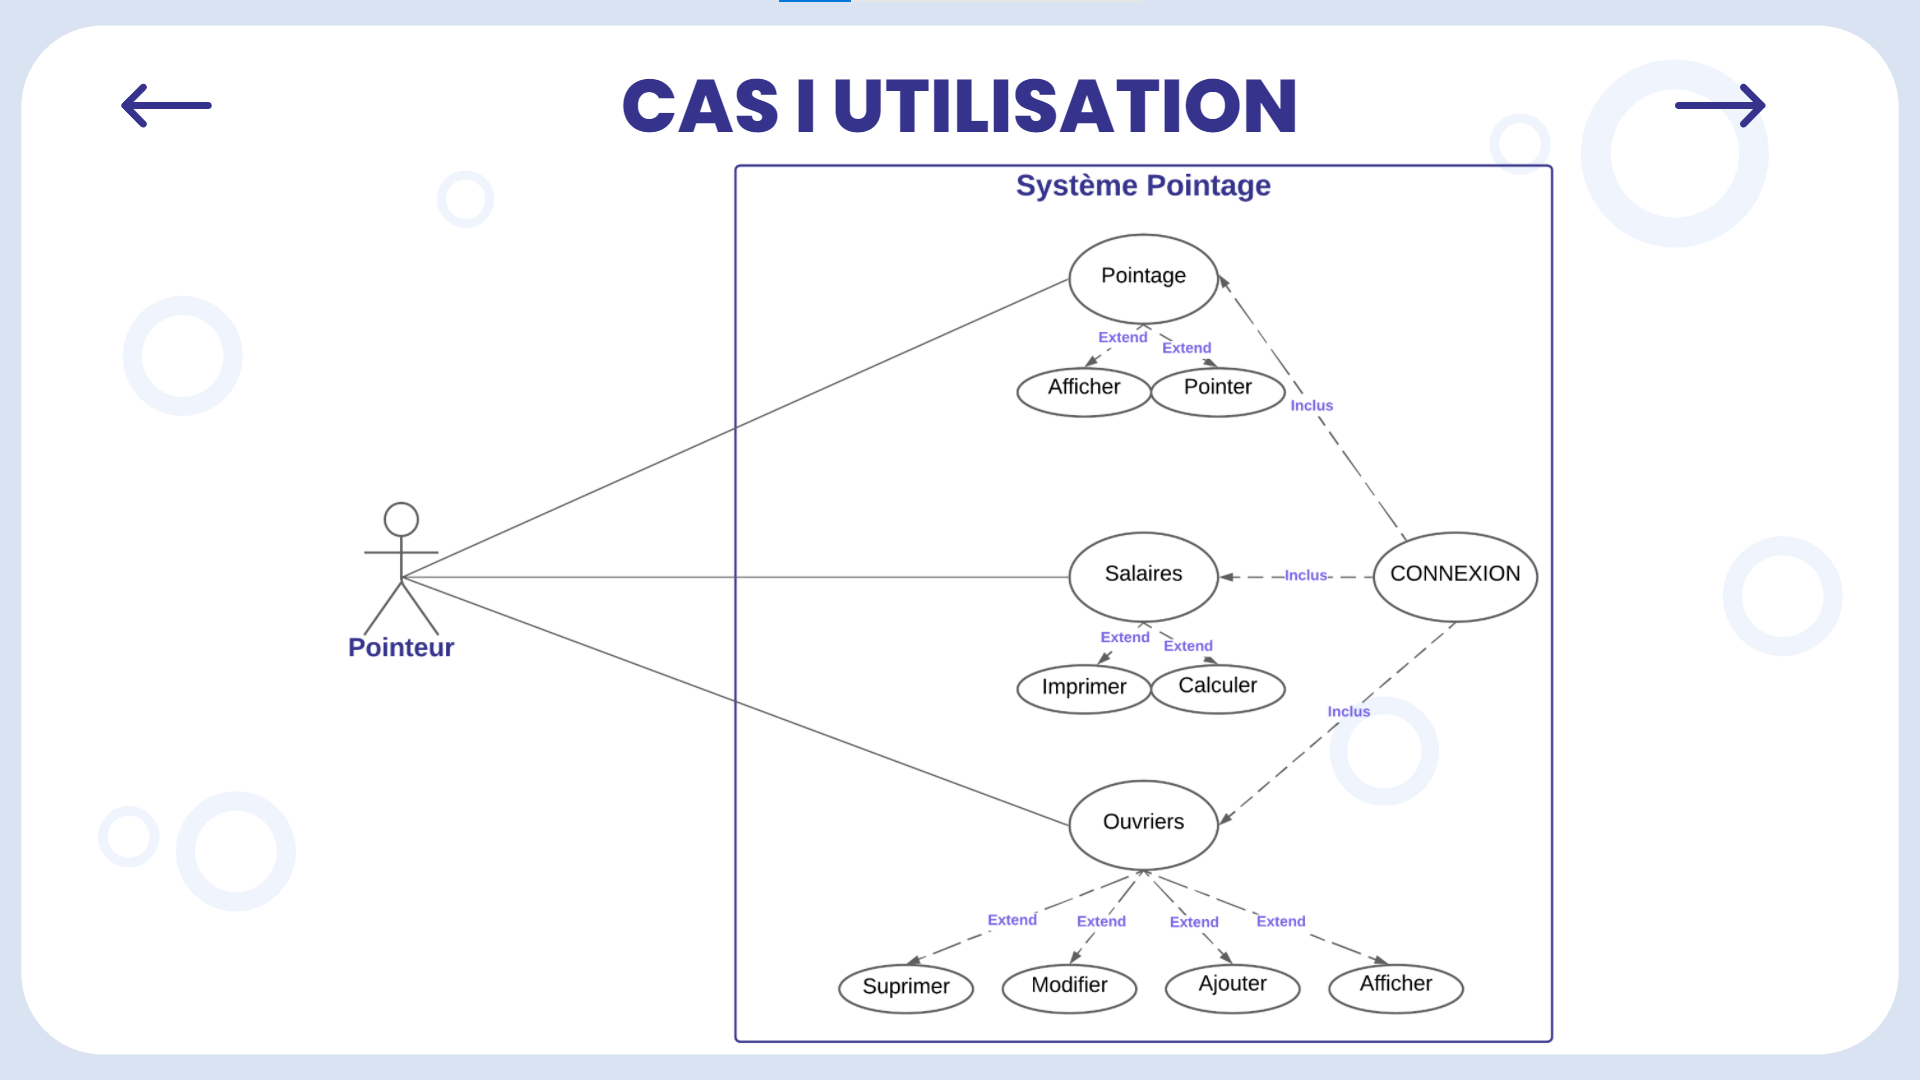 CAS I UTILISATION
Système Pointage
Pointage
Extend
Extend
Afficher
Pointer
Inclus
Pointeur
Salaires
Inclus
CONNEXION
Extend
Extend
Imprimer
Calculer
Inclus
Ouvriers
Extend
Extend
Extend
Extend
Suprimer
Modifier
Ajouter
Afficher